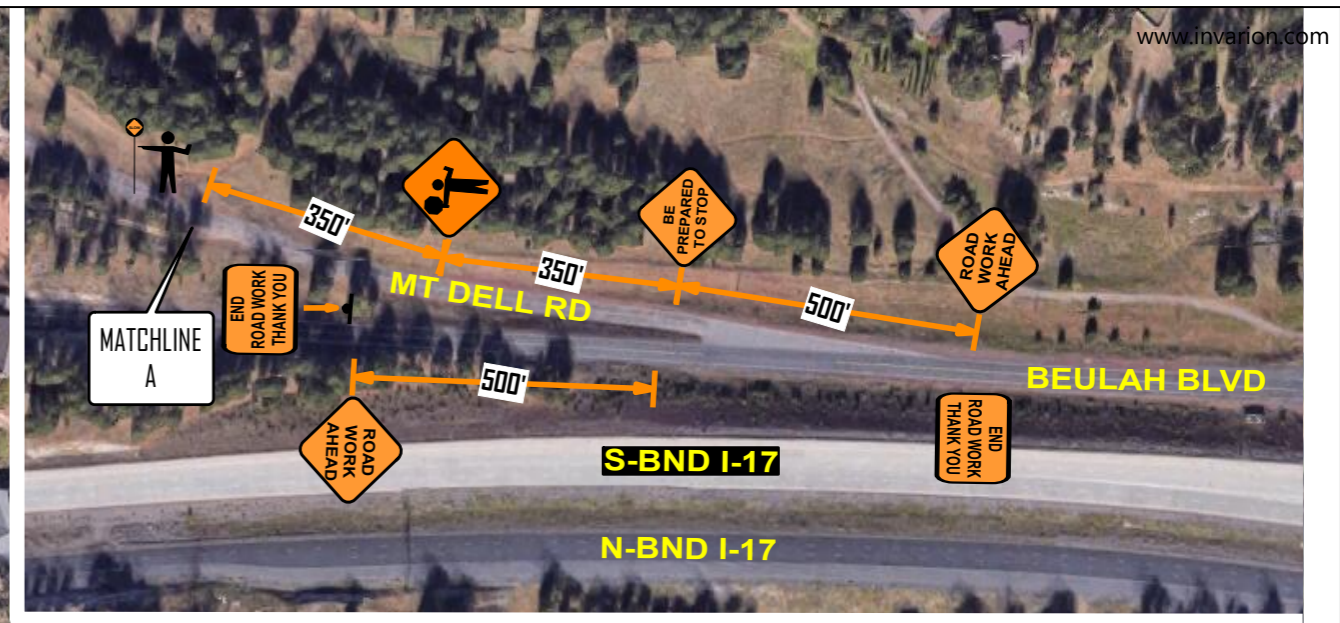 www.invarion.com
350'
BE
PREPARED
TO STOP
350'
500'
ROAD
WORK
AHEAD
MT DELL RD
END
ROAD WORK
THANK YOU
MATCHLINE
A
500'
BEULAH BLVD
ROAD
WORK
AHEAD
S-BND I-17
END
ROAD WORK
THANK YOU
N-BND I-17